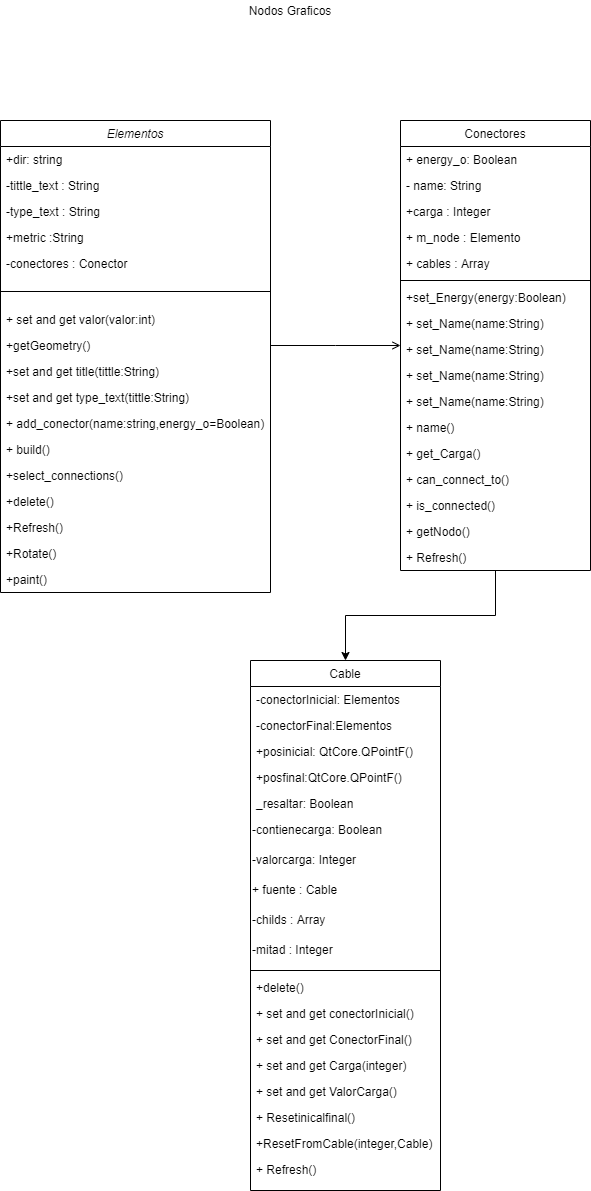 Nodos Graficos
Elementos
+dir: string
-tittle_text : String
-type_text : String
+metric :String
-conectores : Conector
+ set and get valor(valor:int)
+getGeometry()
+set and get title(tittle:String)
+set and get type_text(tittle:String)
+ add_conector(name:string,energy_o=Boolean)
+ build()
+select_connections()
+delete()
+Refresh()
+Rotate()
+paint()
Conectores
+ energy_o: Boolean
- name: String
+carga : Integer
+ m_node : Elemento
+ cables : Array
+set_Energy(energy:Boolean)
+ set_Name(name:String)
+ set_Name(name:String)
+ set_Name(name:String)
+ set_Name(name:String)
+ name()
+ get_Carga()
+ can_connect_to()
+ is_connected()
+ getNodo()
+ Refresh()
Cable
-conectorInicial: Elementos
-conectorFinal:Elementos
+posinicial: QtCore.QPointF()
+posfinal:QtCore.QPointF()
_resaltar: Boolean
-contienecarga: Boolean
-valorcarga: Integer
+ fuente : Cable
-childs : Array
-mitad : Integer
+delete()
+ set and get conectorInicial()
+ set and get ConectorFinal()
+ set and get Carga(integer)
+ set and get ValorCarga()
+ Resetinicalfinal()
+ResetFromCable(integer,Cable)
+ Refresh()